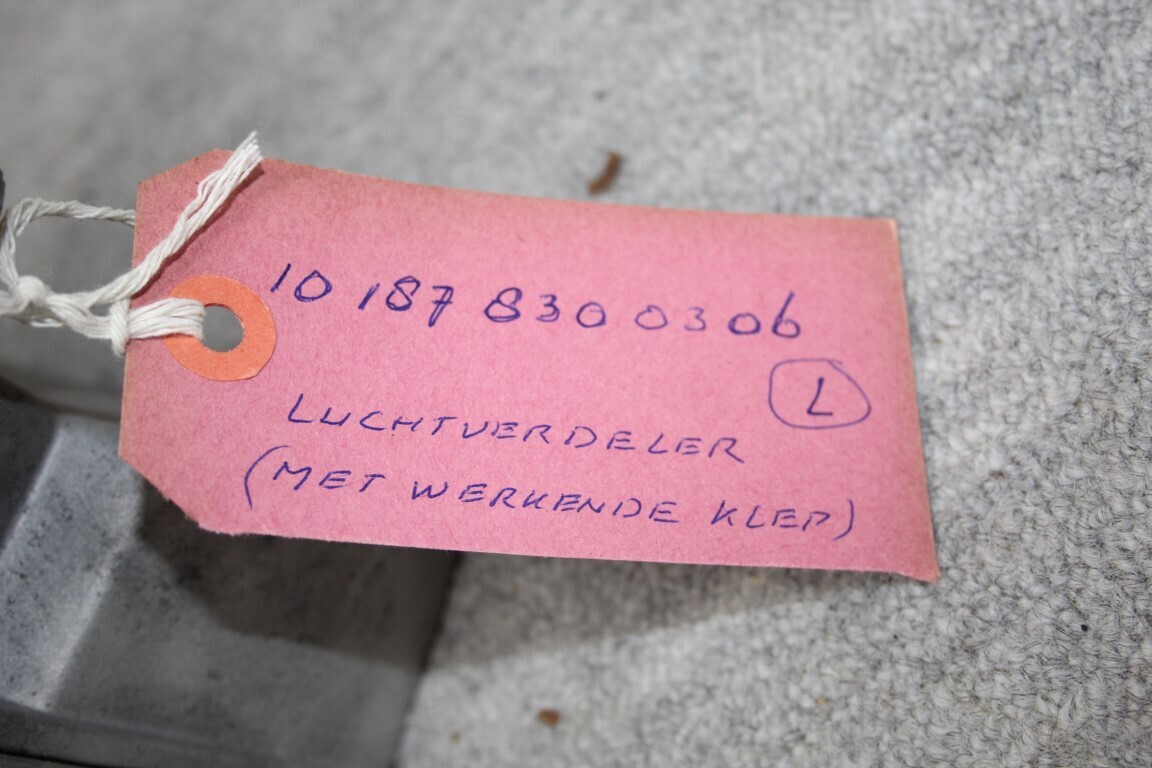 10 187 830 03 06
L
LUCHTVERDELER
(MET WERKENDE KLEP)